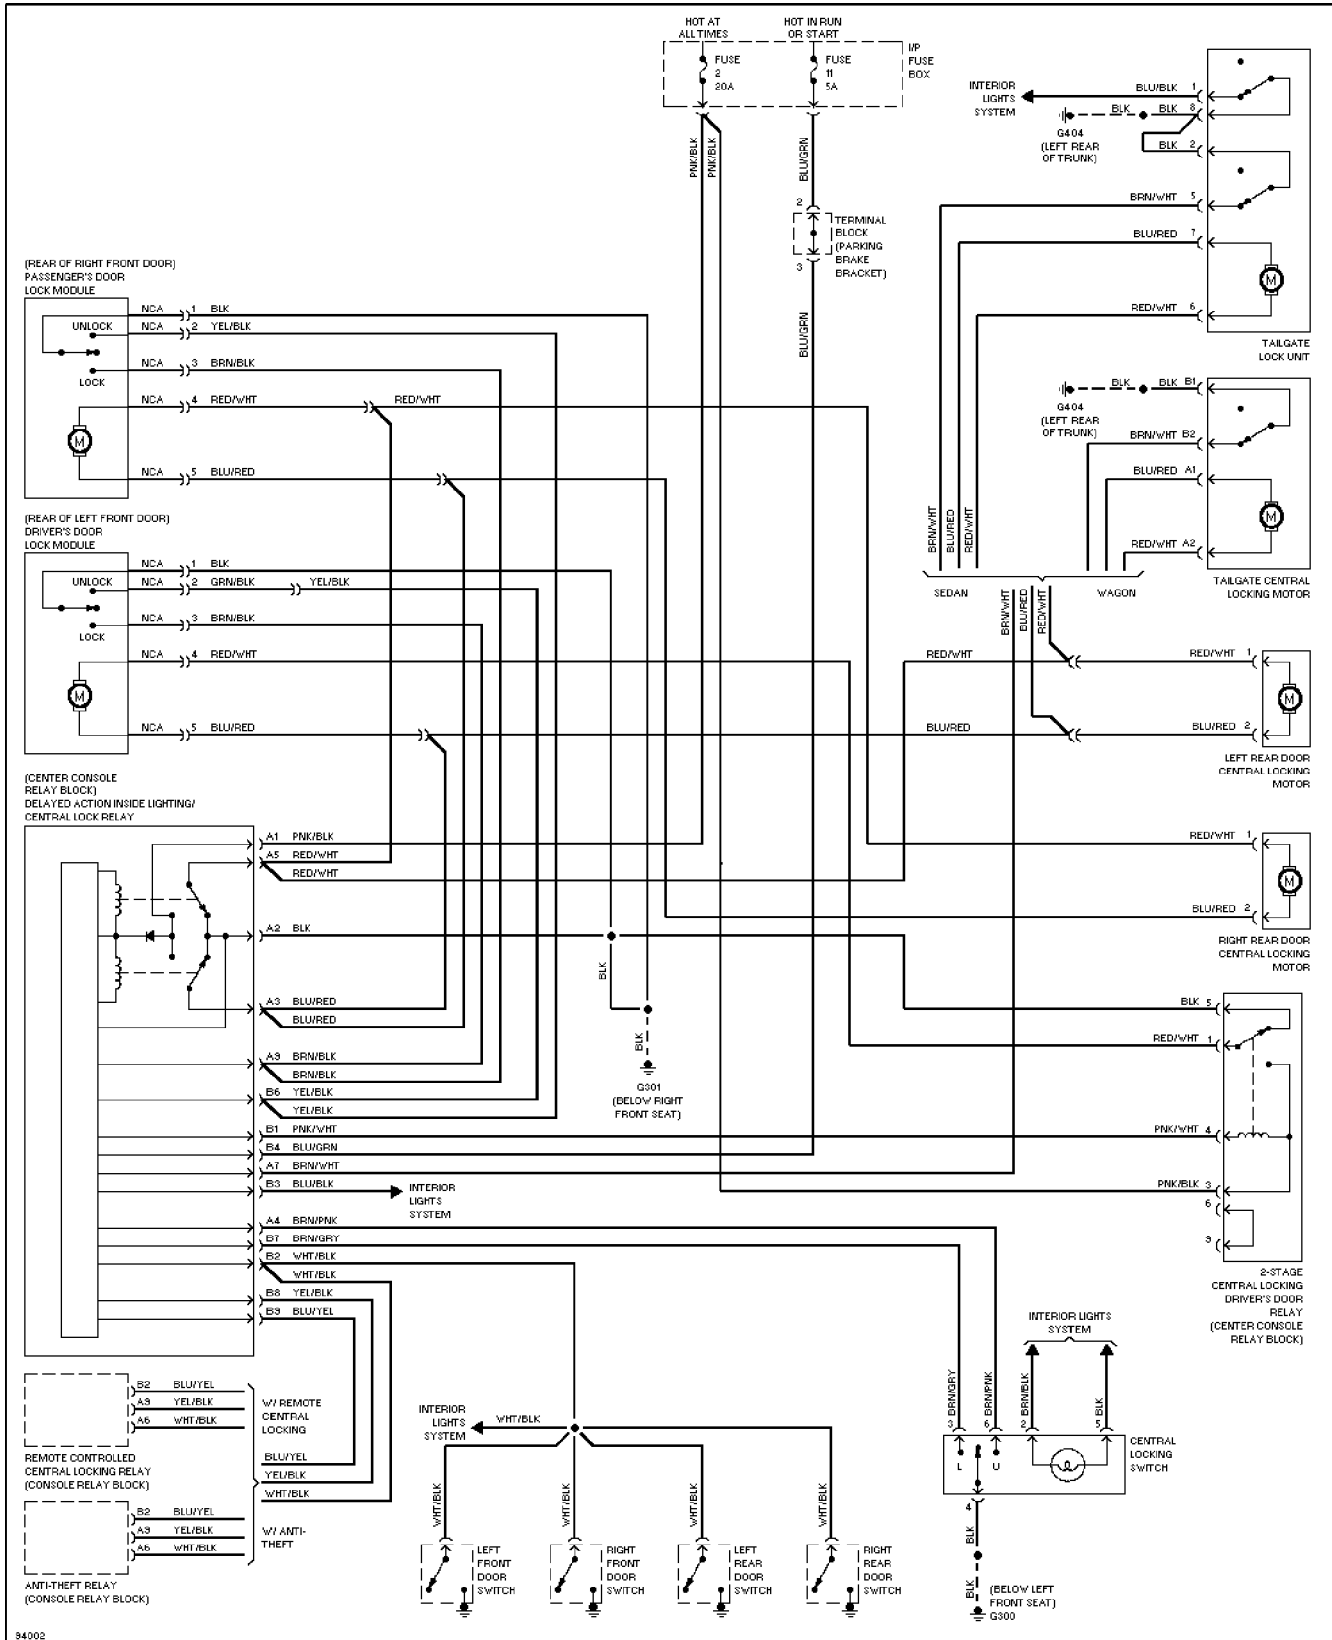 HOT AT
ALL TIMES
HOT IN RUN
OR START
FUSE
2
20A
FUSE
11
5A
I/P
FUSE
BOX
PNK/BLK
PNK/BLK
BLU/GRN
2
TERMINAL
BLOCK
(PARKING
BRAKE
BRACKET)
3
BLU/GRN
INTERIOR
LIGHTS
SYSTEM
BLU/BLK 1
BLK
BLK 8
G404
(LEFT REAR
OF TRUNK)
BLK 2
BRN/WHT 5
BLU/RED 7
M
RED/WHT 6
TAILGATE
LOCK UNIT
BLK
BLK B1
G404
(LEFT REAR
OF TRUNK)
BRN/WHT B2
BLU/RED A1
M
RED/WHT A2
TAILGATE CENTRAL
LOCKING MOTOR
BRN/WHT
BLU/RED
RED/WHT
SEDAN
WAGON
BRN/WHT
BLU/RED
RED/WHT
(REAR OF RIGHT FRONT DOOR)
PASSENGER'S DOOR
LOCK MODULE
UNLOCK
LOCK
M
NCA 1 BLK
NCA 2 YEL/BLK
NCA 3 BRN/BLK
NCA 4 RED/WHT
RED/WHT
NCA 5 BLU/RED
(REAR OF LEFT FRONT DOOR)
DRIVER'S DOOR
LOCK MODULE
UNLOCK
LOCK
M
NCA 1 BLK
NCA 2 GRN/BLK
YEL/BLK
NCA 3 BRN/BLK
NCA 4 RED/WHT
NCA 5 BLU/RED
RED/WHT
RED/WHT 1
M
BLU/RED
BLU/RED 2
LEFT REAR DOOR
CENTRAL LOCKING
MOTOR
RED/WHT 1
M
BLU/RED 2
RIGHT REAR DOOR
CENTRAL LOCKING
MOTOR
(CENTER CONSOLE
RELAY BLOCK)
DELAYED ACTION INSIDE LIGHTING/
CENTRAL LOCK RELAY
A1 PNK/BLK
A5 RED/WHT
RED/WHT
A2 BLK
A3 BLU/RED
BLU/RED
A9 BRN/BLK
BRN/BLK
B6 YEL/BLK
YEL/BLK
B1 PNK/WHT
B4 BLU/GRN
A7 BRN/WHT
B3 BLU/BLK
INTERIOR
LIGHTS
SYSTEM
A4 BRN/PNK
B7 BRN/GRY
B2 WHT/BLK
WHT/BLK
B8 YEL/BLK
B9 BLU/YEL
BLK
BLK
G301
(BELOW RIGHT
FRONT SEAT)
BLK 5
RED/WHT 1
PNK/WHT 4
PNK/BLK 3
6
9
2-STAGE
CENTRAL LOCKING
DRIVER'S DOOR
RELAY
(CENTER CONSOLE
RELAY BLOCK)
B2 BLU/YEL
A9 YEL/BLK
A6 WHT/BLK
W/ REMOTE
CENTRAL
LOCKING
REMOTE CONTROLLED
CENTRAL LOCKING RELAY
(CONSOLE RELAY BLOCK)
BLU/YEL
YEL/BLK
WHT/BLK
B2 BLU/YEL
A9 YEL/BLK
A6 WHT/BLK
W/ ANTI-
THEFT
ANTI-THEFT RELAY
(CONSOLE RELAY BLOCK)
INTERIOR
LIGHTS
SYSTEM
WHT/BLK
WHT/BLK
WHT/BLK
WHT/BLK
WHT/BLK
LEFT
FRONT
DOOR
SWITCH
RIGHT
FRONT
DOOR
SWITCH
LEFT
REAR
DOOR
SWITCH
RIGHT
REAR
DOOR
SWITCH
INTERIOR LIGHTS
SYSTEM
BRN/GRY
BRN/PNK
BRN/BLK
BLK
3
6
2
5
L
U
CENTRAL
LOCKING
SWITCH
4
BLK
BLK
(BELOW LEFT
FRONT SEAT)
G300
94002